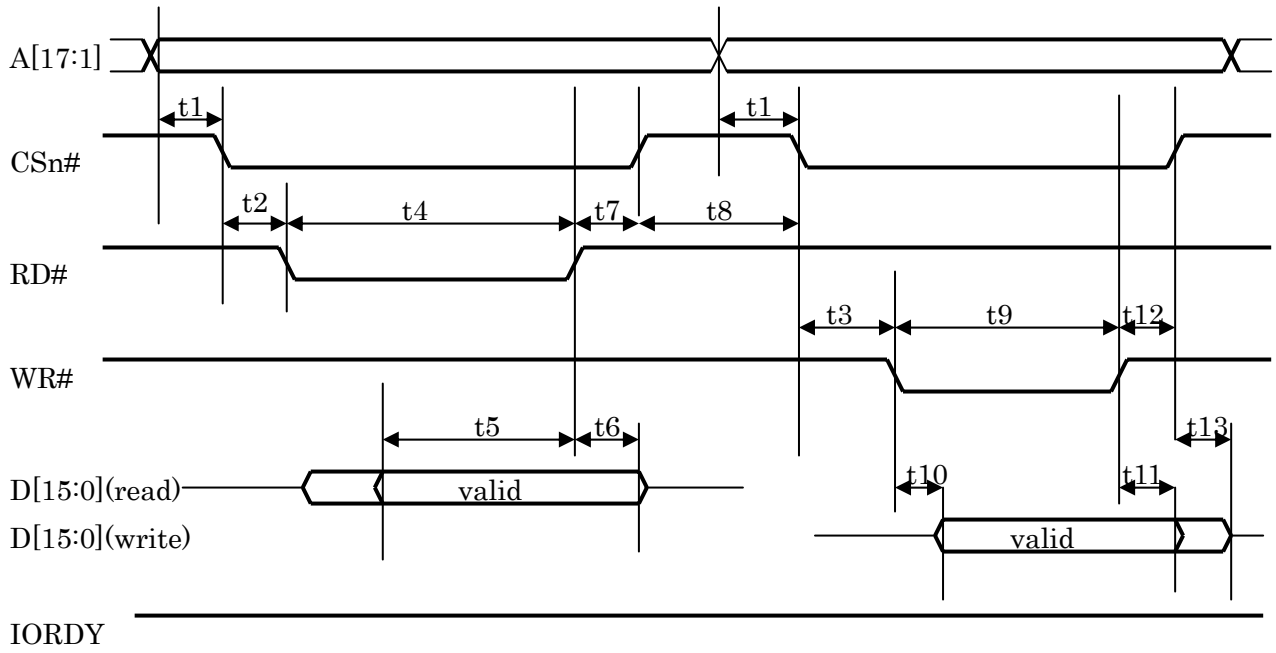 A[17:1]
t1 t1
CSn#
t2 t4 t7 t8
RD#
t3 t9 t12
WR#
t5 t6 t13
t10 t11
D[15:0](read) valid
D[15:0](write) valid
IORDY